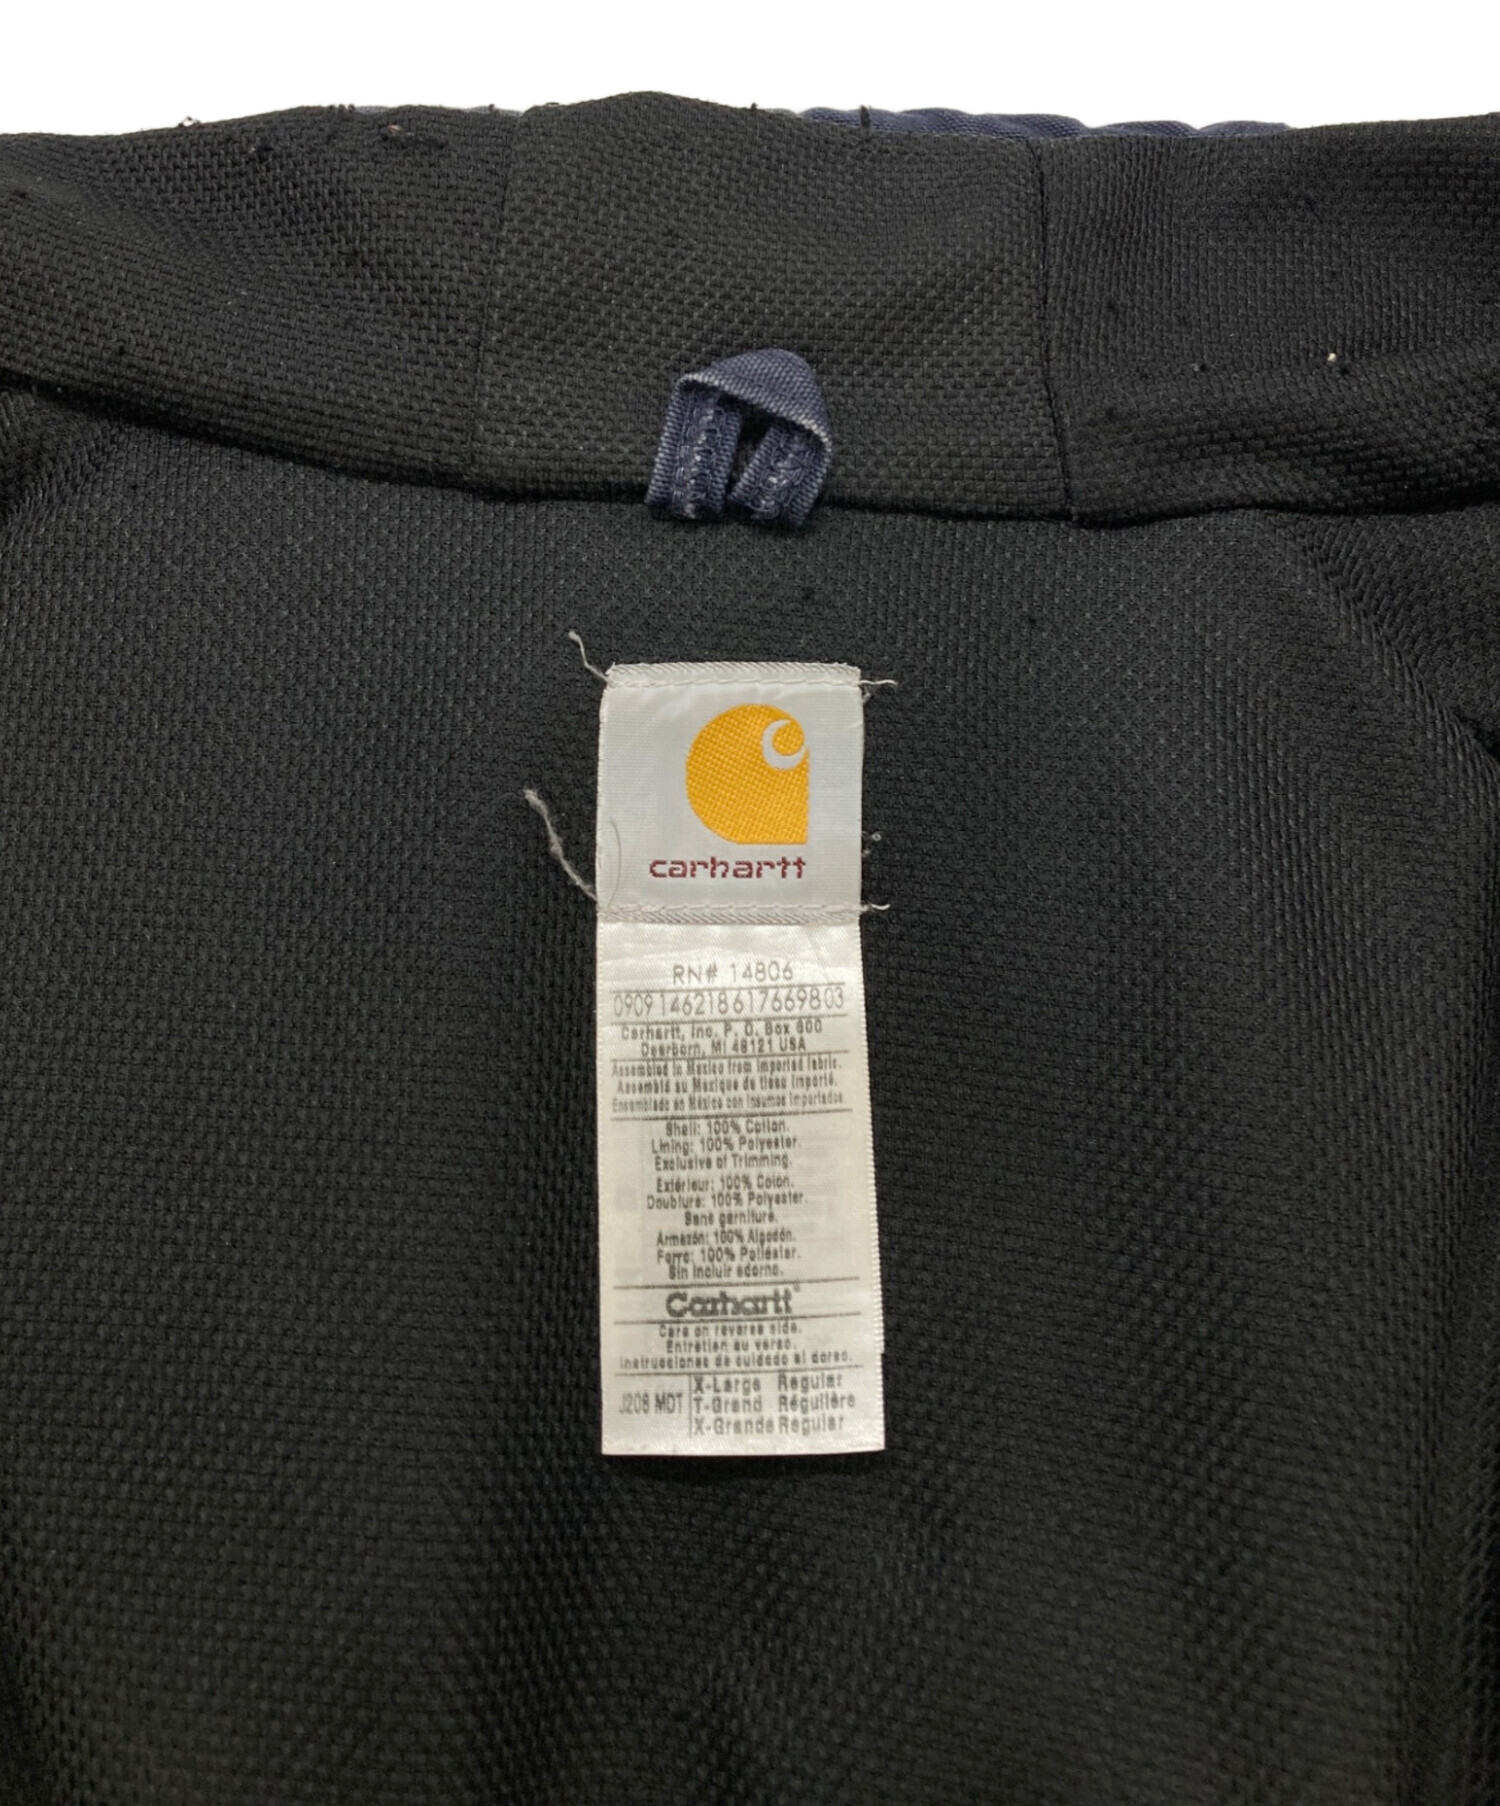 carhartt
RN# 14806
0909146218617669803
Carhartt, Inc. P. O. Box 600
Dearborn, MI 48121 USA
Assembled in Mexico from imported fabric.
Assemblé au Mexique de tissu importé.
Ensamblado en México con insumos importados.
Shell: 100% Cotton.
Lining: 100% Polyester.
Exclusive of Trimming.
Extérieur: 100% Coton.
Doublure: 100% Polyester.
Sans garniture.
Armazón: 100% Algodón.
Forro: 100% Poliéster.
Sin incluir adorno.
Carhartt®
Care on reverse side.
Entretien au verso.
Instrucciones de cuidado al dorso.
J208 MDT
X-Large Regular
T-Grand Régulière
X-Grande Regular